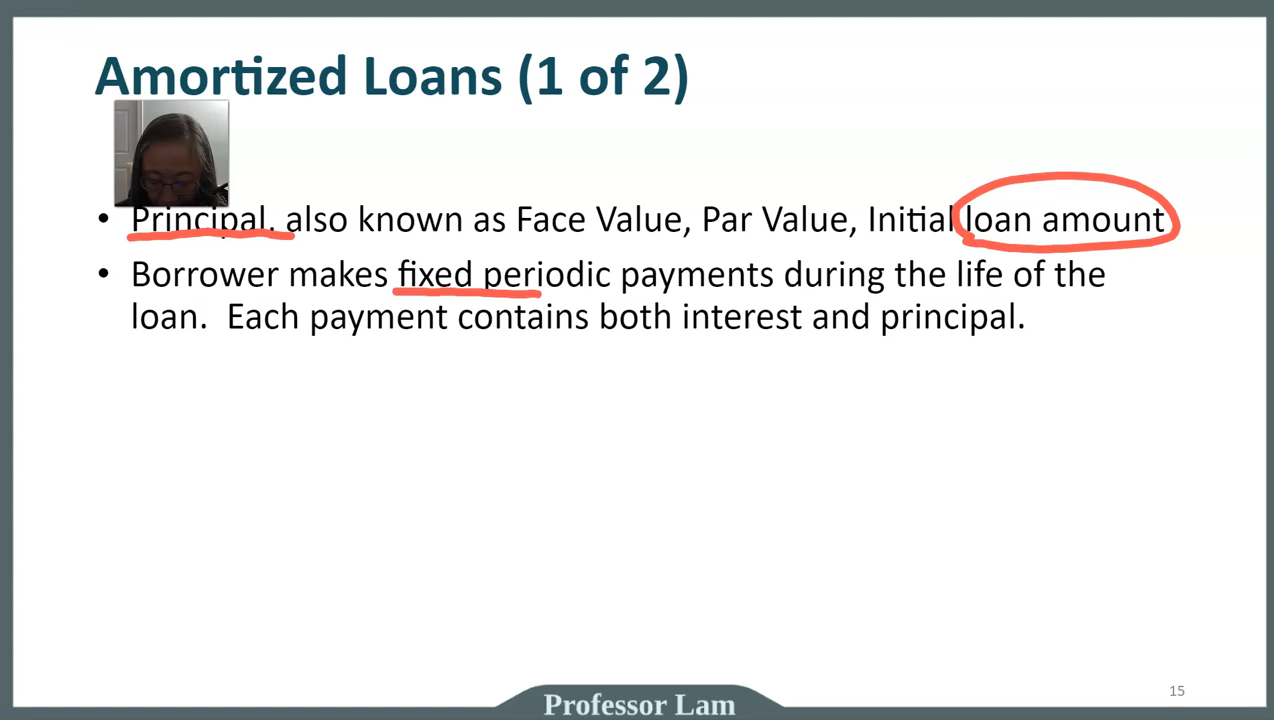 Amortized Loans (1 of 2)
• Principal, also known as Face Value, Par Value, Initial loan amount
• Borrower makes fixed periodic payments during the life of the
loan.  Each payment contains both interest and principal.
15
Professor Lam